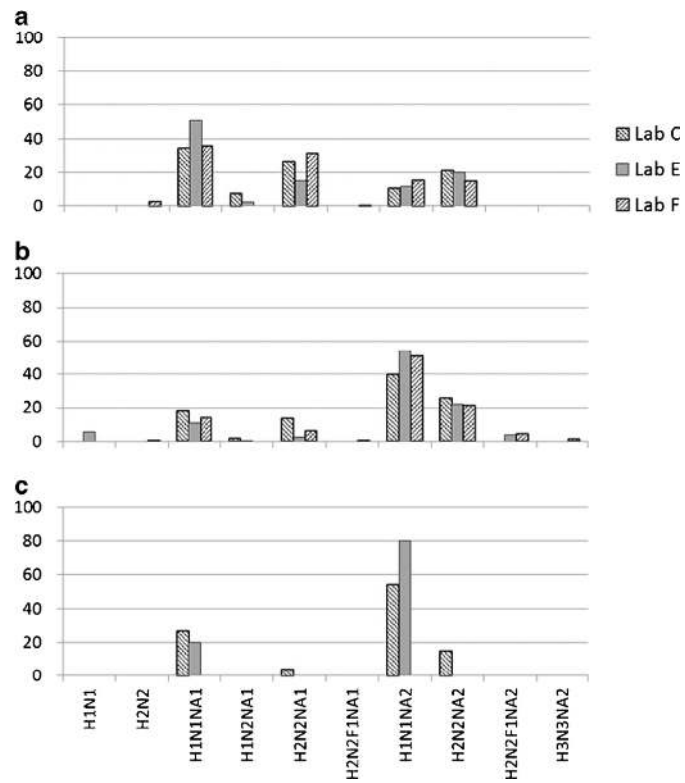 a
100
80
60
40
20
0
Lab C
Lab E
Lab F
b
100
80
60
40
20
0
c
100
80
60
40
20
0
H1N1
H2N2
H1N1NA1
H1N2NA1
H2N2NA1
H2N2F1NA1
H1N1NA2
H2N2NA2
H2N2F1NA2
H3N3NA2